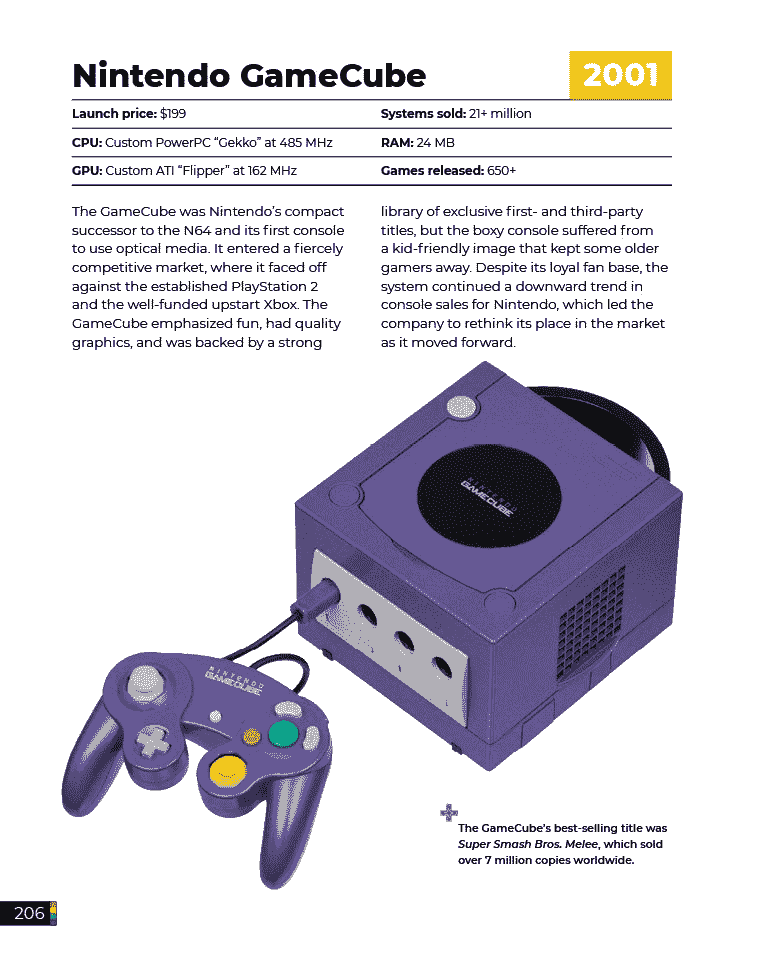 Nintendo GameCube
2001
Launch price: $199
Systems sold: 21+ million
CPU: Custom PowerPC “Gekko” at 485 MHz
RAM: 24 MB
GPU: Custom ATI “Flipper” at 162 MHz
Games released: 650+
The GameCube was Nintendo’s compact
successor to the N64 and its first console
to use optical media. It entered a fiercely
competitive market, where it faced off
against the established PlayStation 2
and the well-funded upstart Xbox. The
GameCube emphasized fun, had quality
graphics, and was backed by a strong
library of exclusive first- and third-party
titles, but the boxy console suffered from
a kid-friendly image that kept some older
gamers away. Despite its loyal fan base, the
system continued a downward trend in
console sales for Nintendo, which led the
company to rethink its place in the market
as it moved forward.
NINTENDO
GAMECUBE
NINTENDO
GAMECUBE
The GameCube’s best-selling title was
Super Smash Bros. Melee, which sold
over 7 million copies worldwide.
206